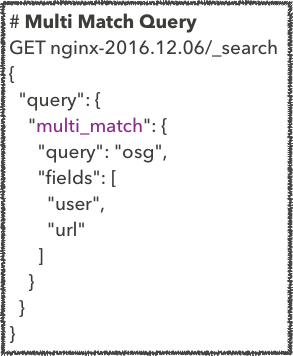 # Multi Match Query
GET nginx-2016.12.06/_search
{
  "query": {
    "multi_match": {
      "query": "osg",
      "fields": [
        "user",
        "url"
      ]
    }
  }
}